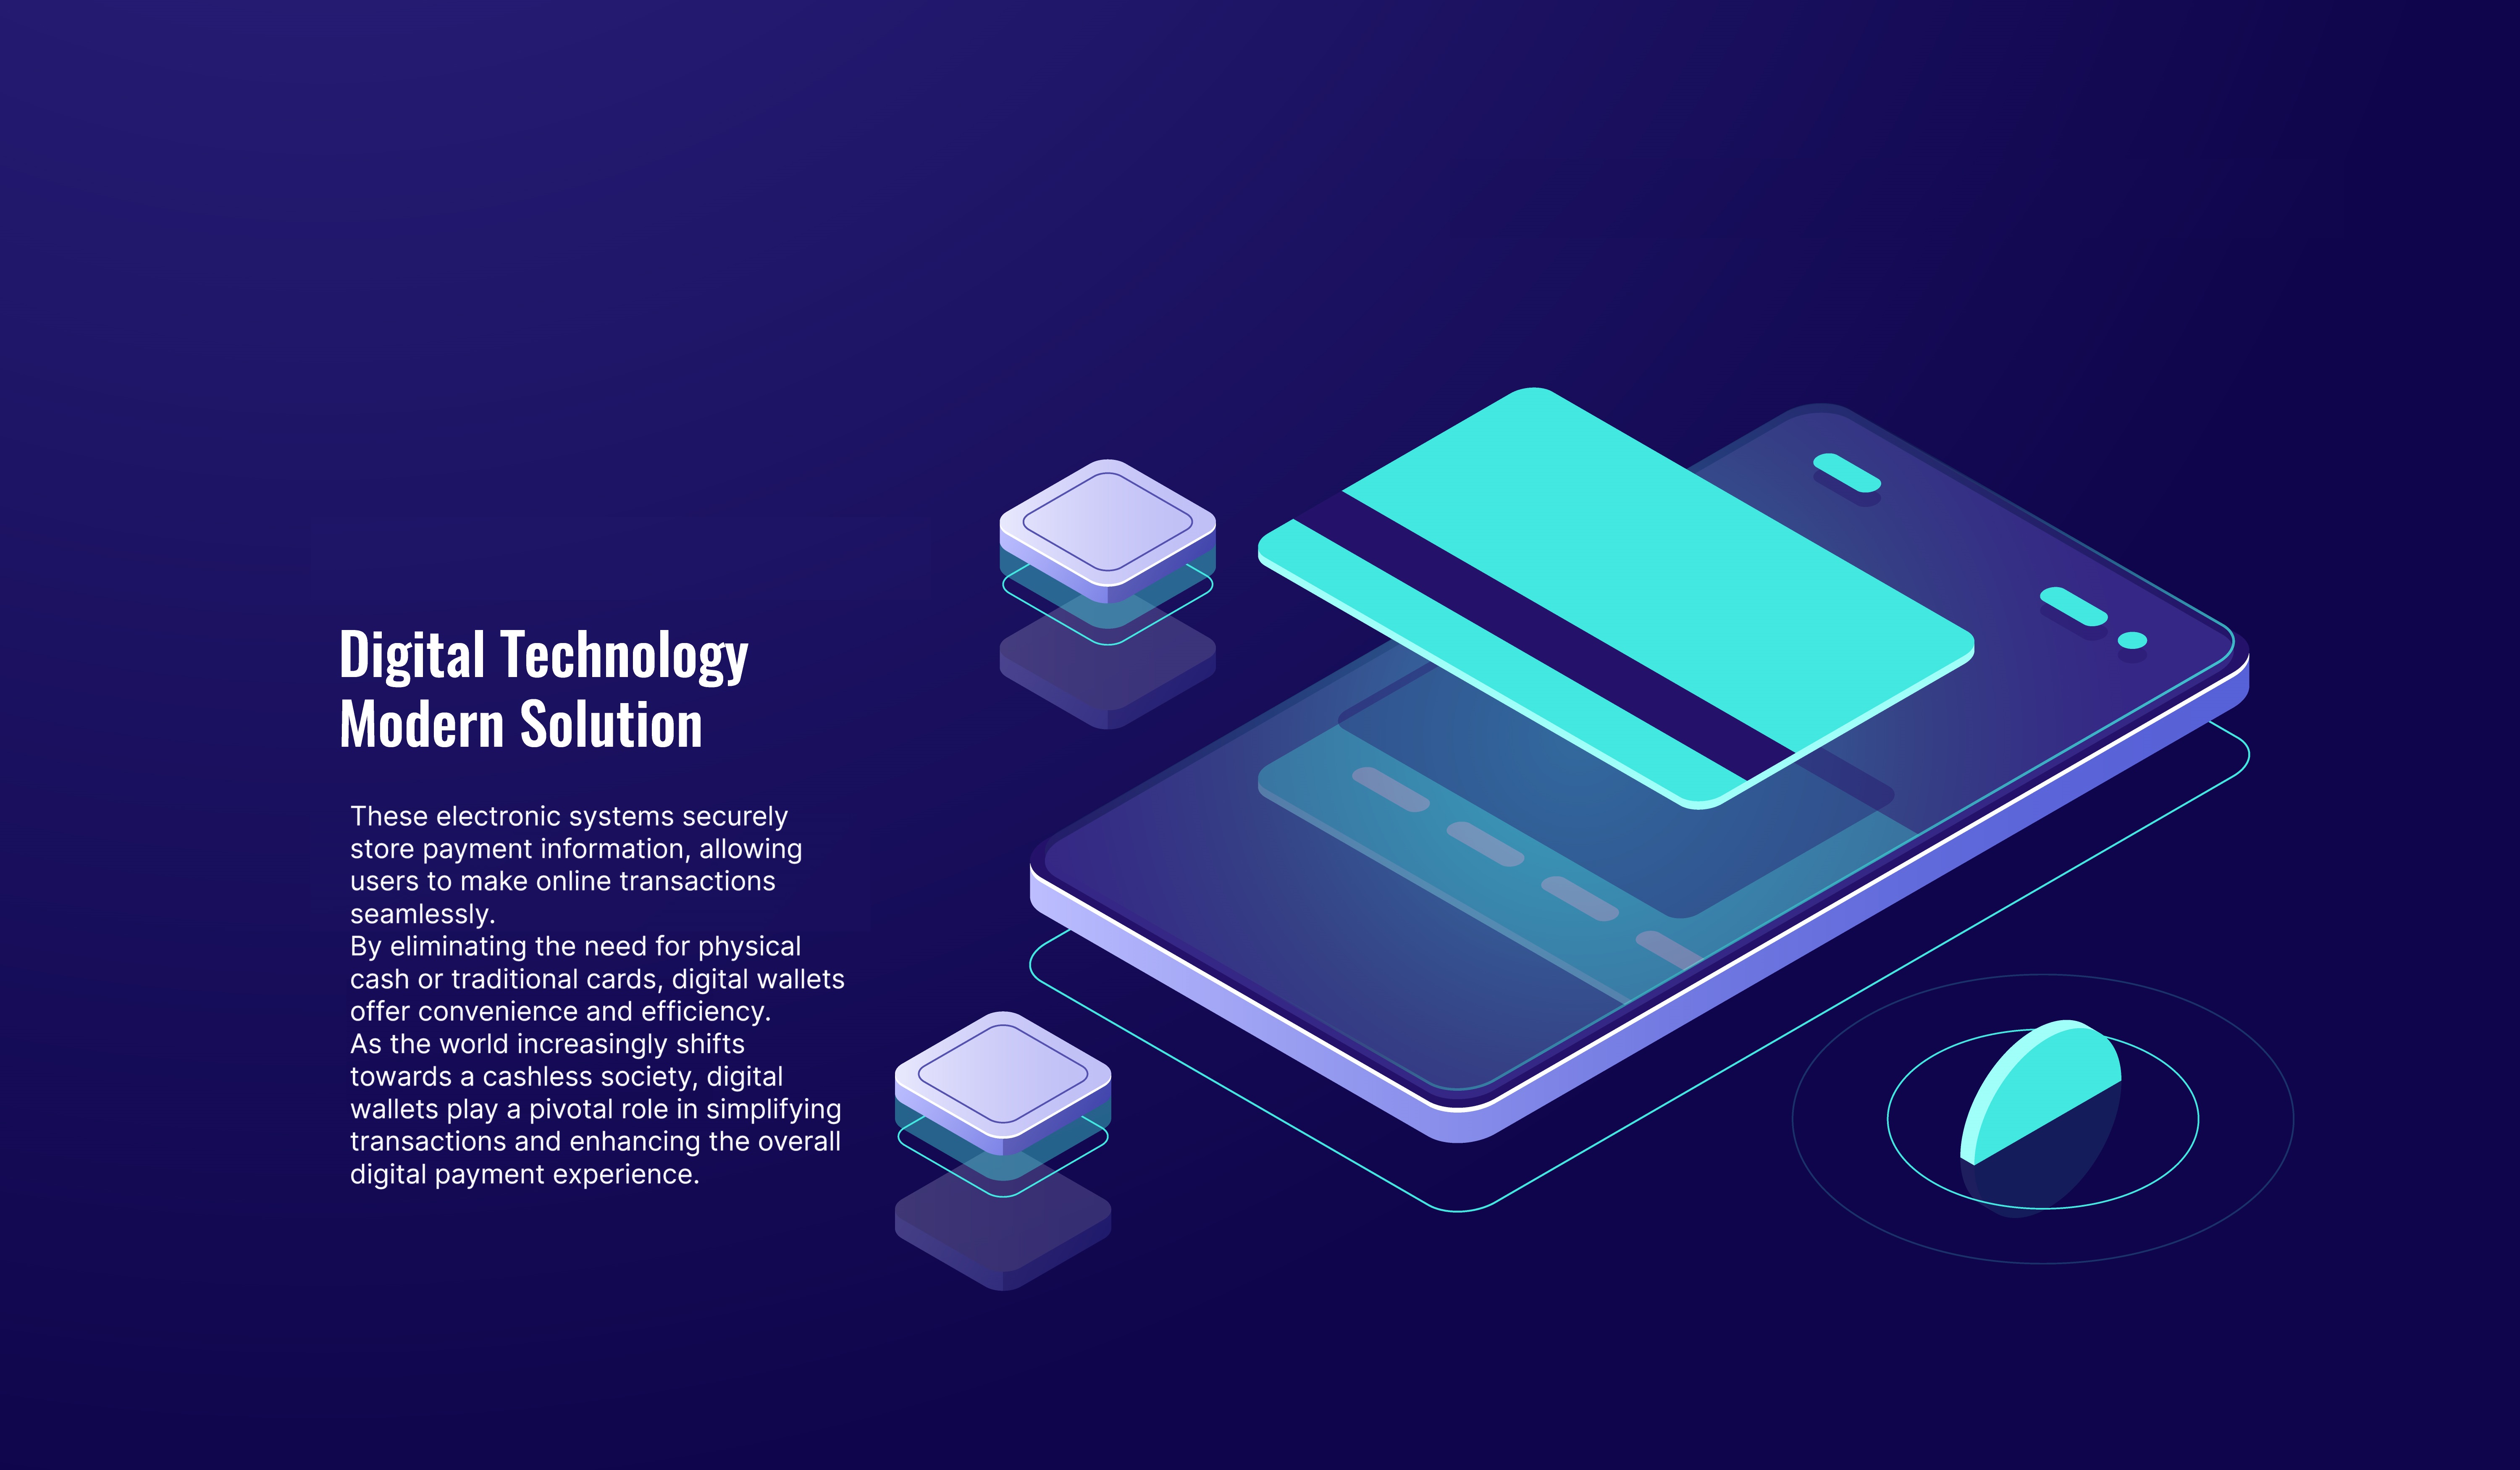 Digital Technology
Modern Solution
These electronic systems securely
store payment information, allowing
users to make online transactions
seamlessly.
By eliminating the need for physical
cash or traditional cards, digital wallets
offer convenience and efficiency.
As the world increasingly shifts
towards a cashless society, digital
wallets play a pivotal role in simplifying
transactions and enhancing the overall
digital payment experience.